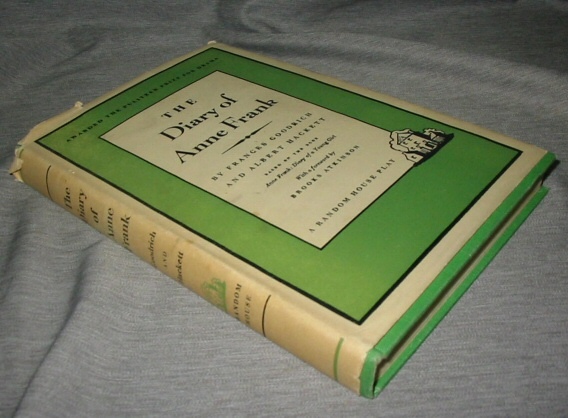 AWARDED THE PULITZER PRIZE FOR DRAMA
THE
Diary of
Anne Frank
BY FRANCES GOODRICH
AND ALBERT HACKETT
BASED ON THE BOOK
Anne Frank: Diary of a Young Girl
With a foreword by
BROOKS ATKINSON
A RANDOM HOUSE PLAY
The
Diary
of
Anne
Frank
Goodrich
AND
Hackett
RANDOM
HOUSE